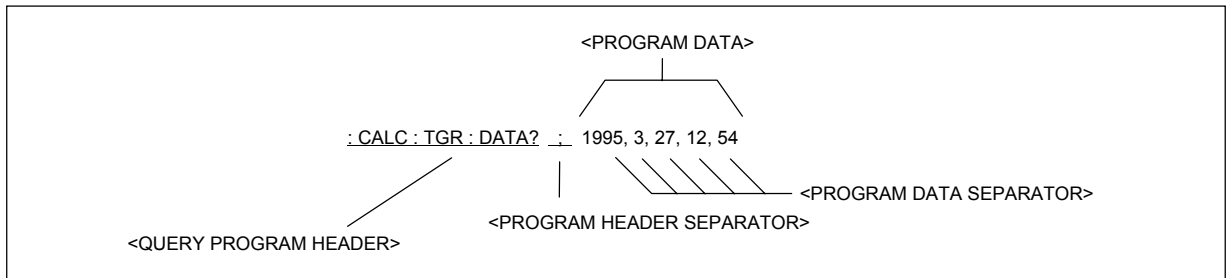 <PROGRAM DATA>
: CALC : TGR : DATA? ; 1995, 3, 27, 12, 54
<PROGRAM DATA SEPARATOR>
<PROGRAM HEADER SEPARATOR>
<QUERY PROGRAM HEADER>